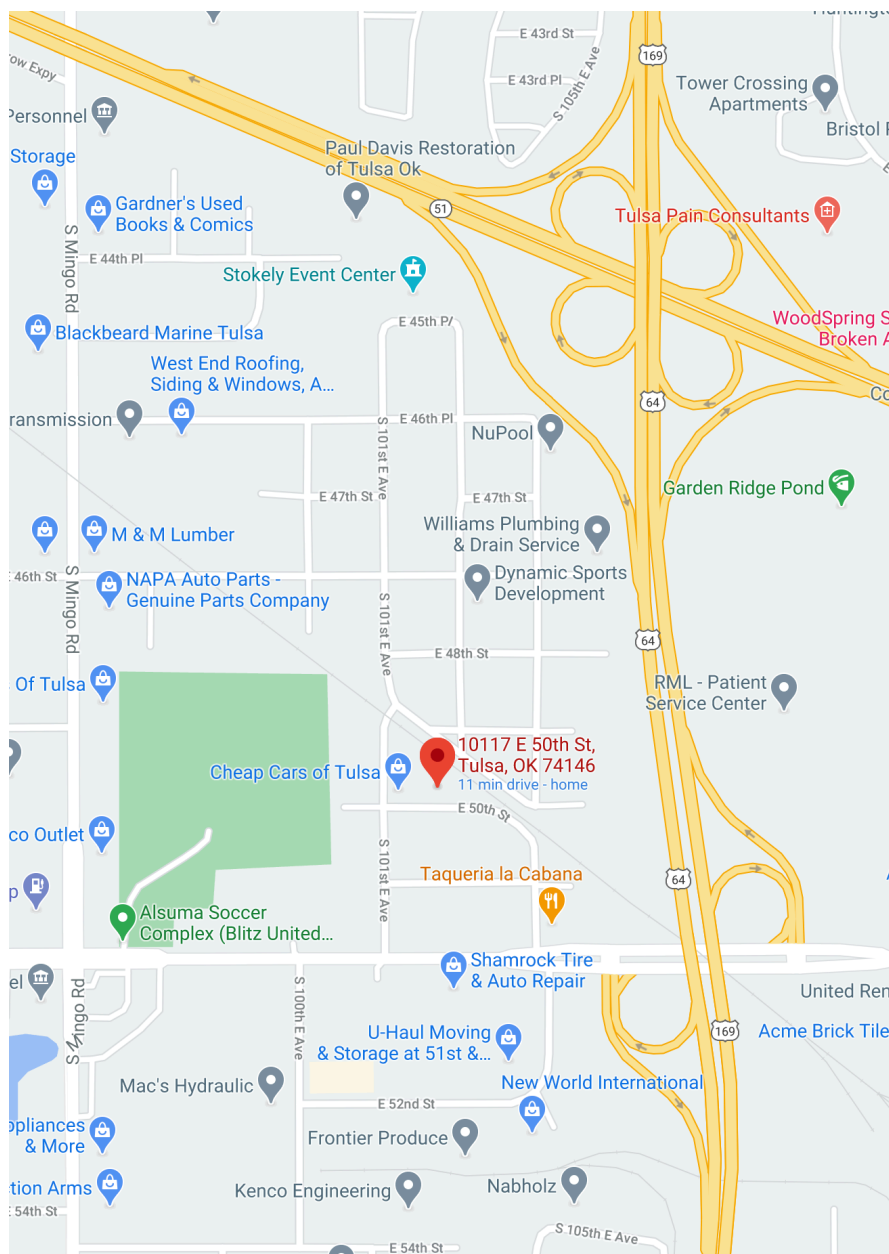 E 43rd St
169
Huntington
row Expy
E 43rd Pl
S 105th E Ave
Tower Crossing
Apartments
Personnel
Bristol
Paul Davis Restoration
of Tulsa Ok
Storage
Gardner's Used
Books & Comics
51
Tulsa Pain Consultants
S Mingo Rd
E 44th Pl
Stokely Event Center
E 45th Pl
WoodSpring S
Broken A
Blackbeard Marine Tulsa
West End Roofing,
Siding & Windows, A...
64
Co
ransmission
S 101st E Ave
E 46th Pl
NuPool
Garden Ridge Pond
E 47th St
E 47th St
M & M Lumber
Williams Plumbing
& Drain Service
E 46th St
S Mingo Rd
NAPA Auto Parts -
Genuine Parts Company
Dynamic Sports
Development
S 101st E Ave
64
E 48th St
Of Tulsa
RML - Patient
Service Center
10117 E 50th St,
Tulsa, OK 74146
11 min drive - home
Cheap Cars of Tulsa
E 50th St
co Outlet
S 101st E Ave
Taqueria la Cabana
64
p
Alsuma Soccer
Complex (Blitz United...
Shamrock Tire
& Auto Repair
el
S Mingo Rd
S 100th E Ave
United Ren
U-Haul Moving
& Storage at 51st &...
169
Acme Brick Tile
Mac's Hydraulic
New World International
E 52nd St
ppliances
& More
Frontier Produce
ction Arms
Kenco Engineering
Nabholz
E 54th St
S 105th E Ave
E 54th St